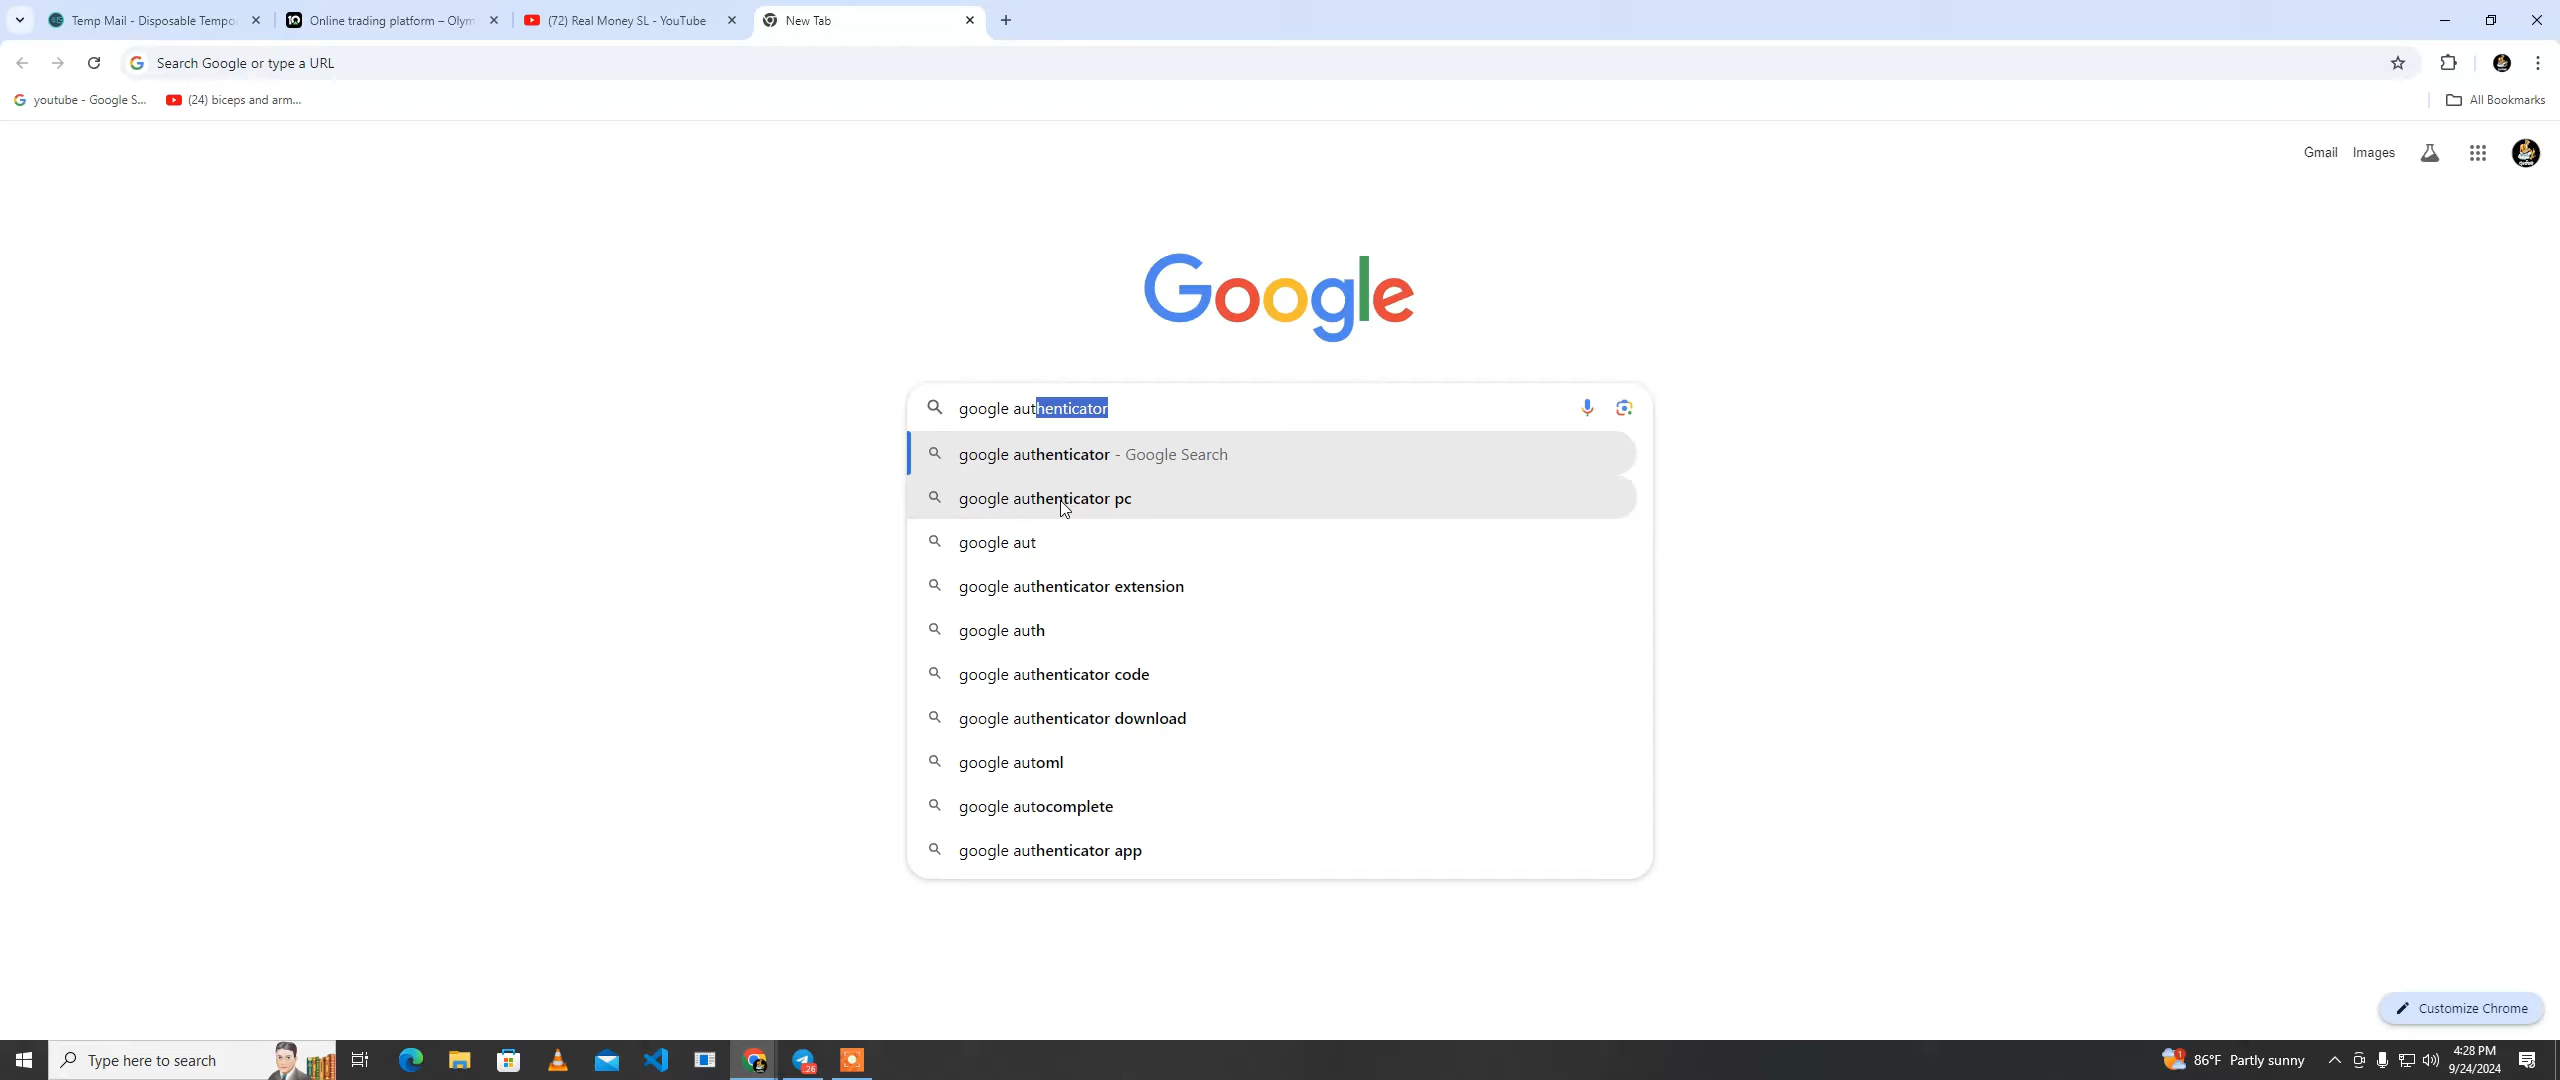 Temp Mail - Disposable Tempo
Online trading platform – Olym
(72) Real Money SL - YouTube
New Tab
Search Google or type a URL
youtube - Google S...
(24) biceps and arm...
All Bookmarks
Gmail
Images
Google
google authenticator
google authenticator - Google Search
google authenticator pc
google aut
google authenticator extension
google auth
google authenticator code
google authenticator download
google automl
google autocomplete
google authenticator app
Customize Chrome
Type here to search
26
1
86°F Partly sunny
4:28 PM
9/24/2024